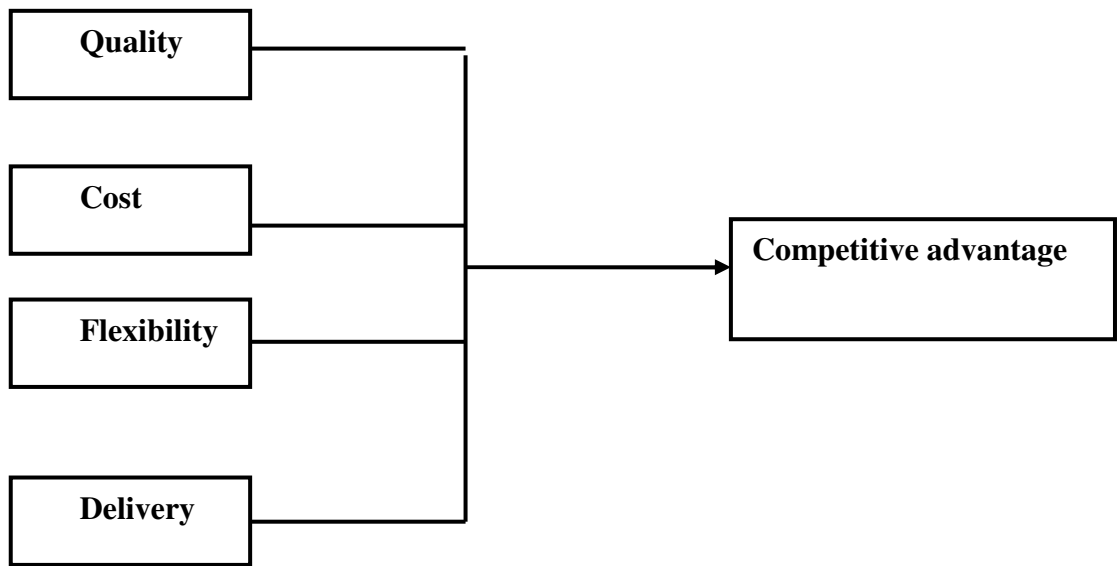 Quality
Cost
Flexibility
Delivery
Competitive advantage